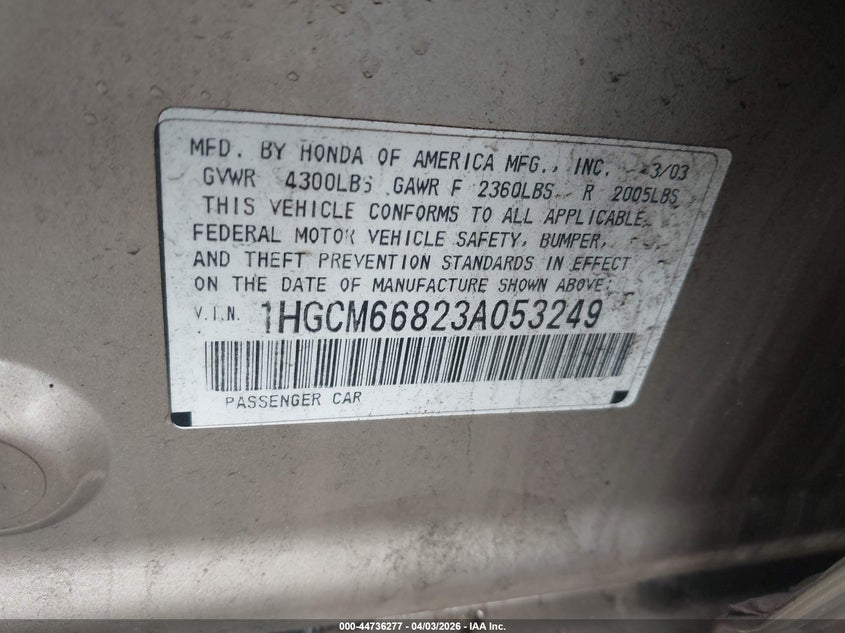 MFD. BY HONDA OF AMERICA MFG., INC. 3/03
GVWR 4300LBS GAWR F 2360LBS R 2005LBS
THIS VEHICLE CONFORMS TO ALL APPLICABLE
FEDERAL MOTOR VEHICLE SAFETY, BUMPER,
AND THEFT PREVENTION STANDARDS IN EFFECT
ON THE DATE OF MANUFACTURE SHOWN ABOVE.
V.I.N. 1HGCM66823A053249
PASSENGER CAR
000-44736277 - 04/03/2026 - IAA Inc.